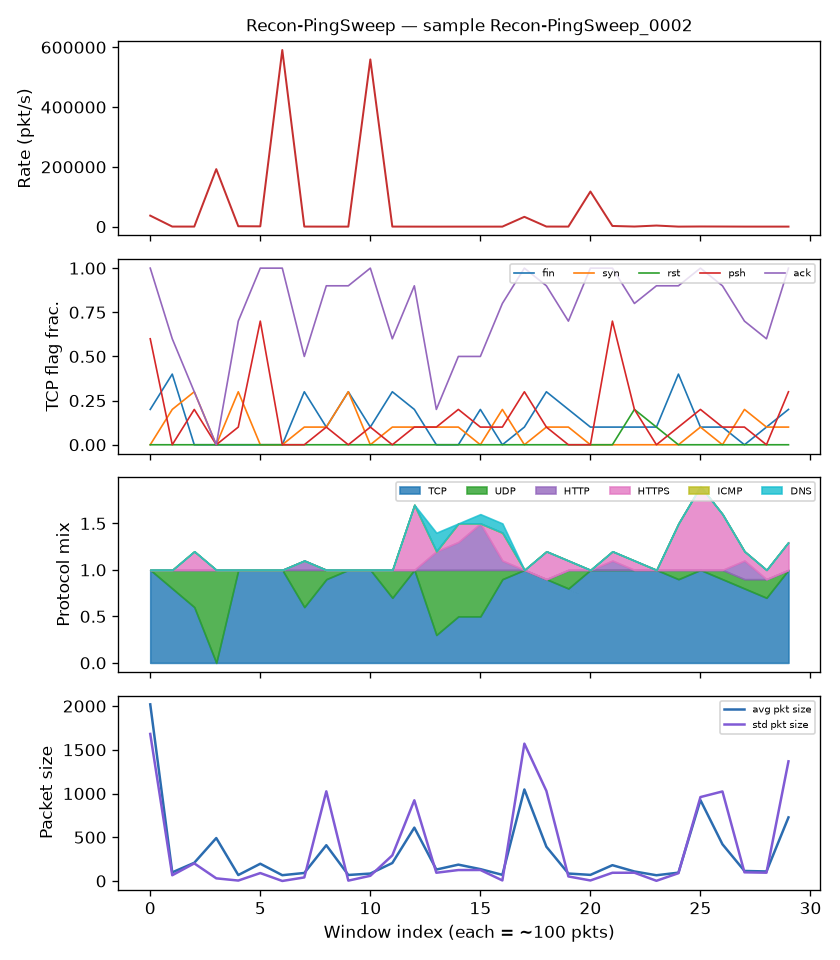 Recon-PingSweep — sample Recon-PingSweep_0002
600000
400000
200000
0
Rate (pkt/s)
fin syn rst psh ack
1.00
0.75
0.50
0.25
0.00
TCP flag frac.
TCP UDP HTTP HTTPS ICMP DNS
1.5
1.0
0.5
0.0
Protocol mix
avg pkt size
std pkt size
2000
1500
1000
500
0
Packet size
0 5 10 15 20 25 30
Window index (each = ~100 pkts)